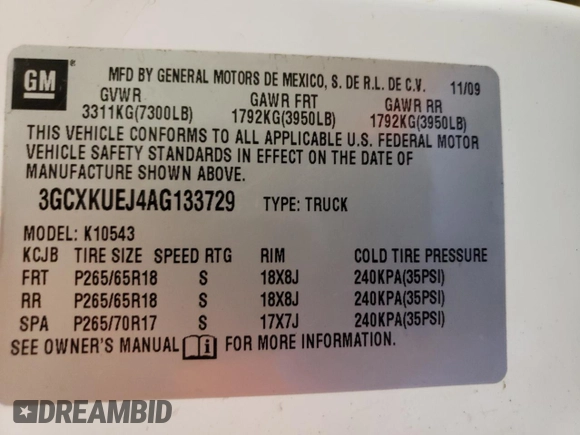 GM
MFD BY GENERAL MOTORS DE MEXICO, S. DE R.L. DE C.V. 11/09
GVWR GAWR FRT GAWR RR
3311KG(7300LB) 1792KG(3950LB) 1792KG(3950LB)
THIS VEHICLE CONFORMS TO ALL APPLICABLE U.S. FEDERAL MOTOR
VEHICLE SAFETY STANDARDS IN EFFECT ON THE DATE OF
MANUFACTURE SHOWN ABOVE.
3GCXKUEJ4AG133729 TYPE: TRUCK
MODEL: K10543
KCJB TIRE SIZE SPEED RTG RIM COLD TIRE PRESSURE
FRT P265/65R18 S 18X8J 240KPA(35PSI)
RR P265/65R18 S 18X8J 240KPA(35PSI)
SPA P265/70R17 S 17X7J 240KPA(35PSI)
SEE OWNER'S MANUAL FOR MORE INFORMATION.
DREAMBID